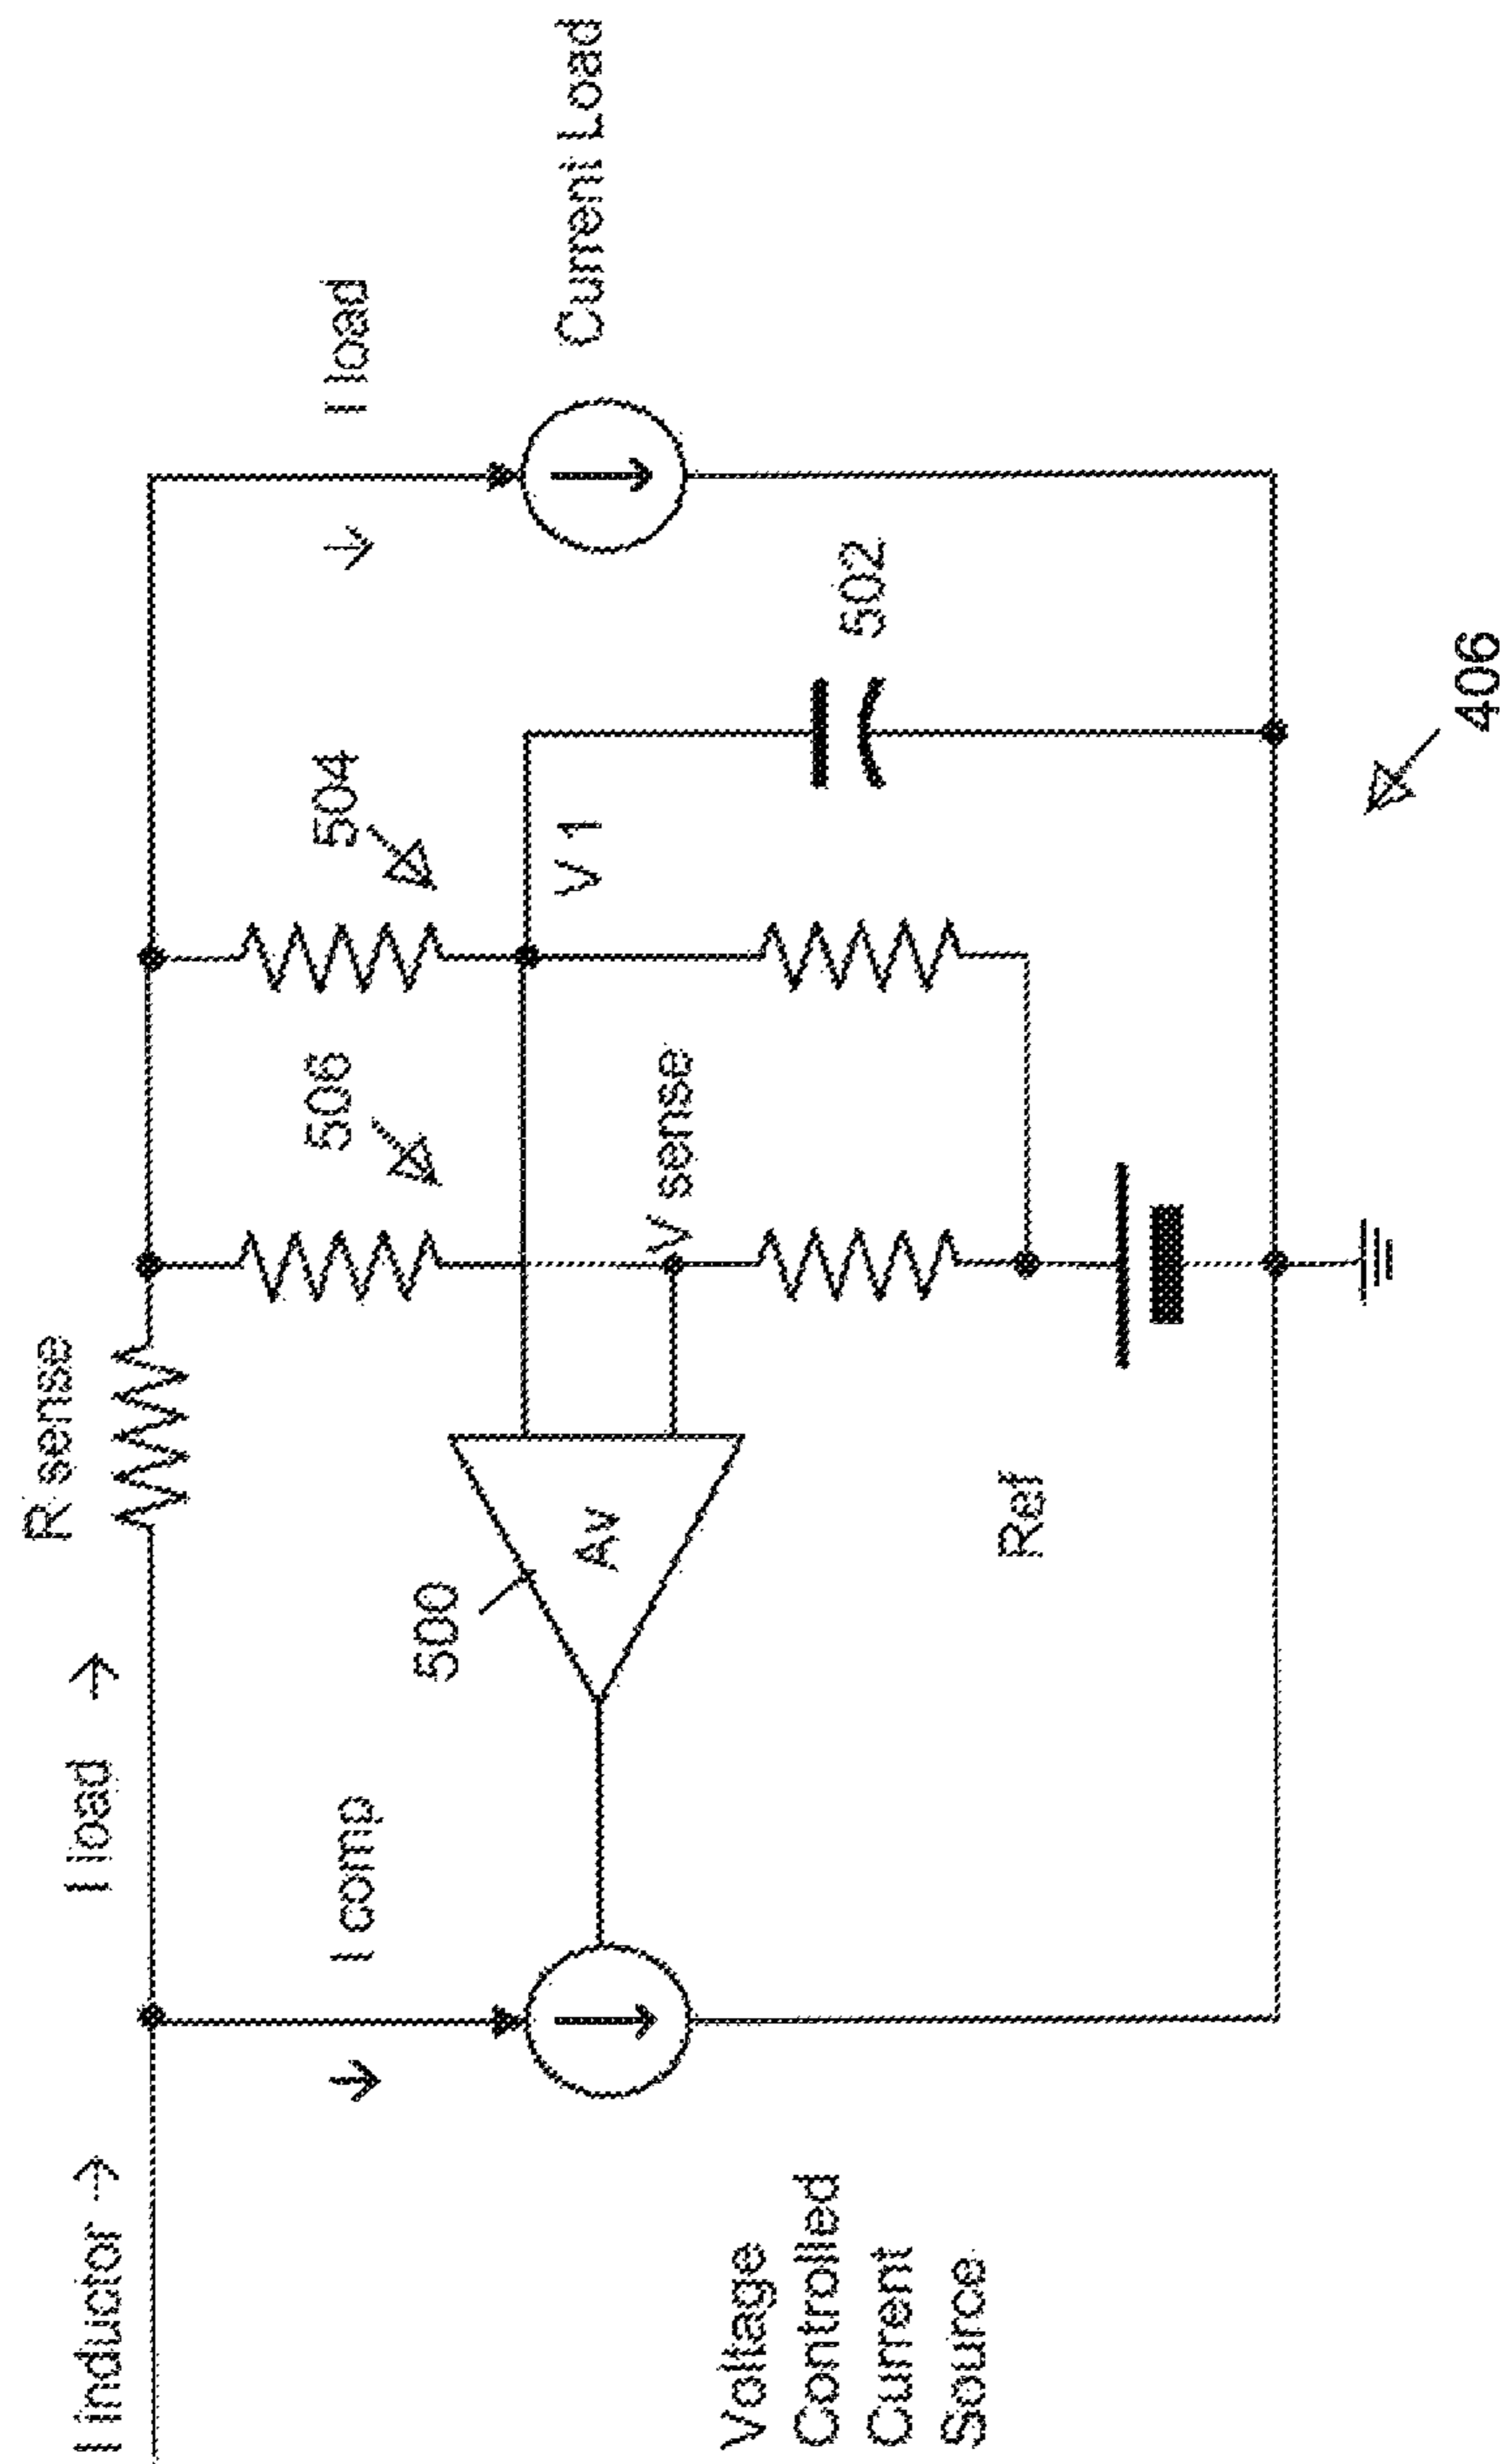 R sense
I inductor
I load
I comp
I load
506
504
V 1
V sense
500
Av
502
Current Load
Voltage
Controlled
Current
Source
Ref
406